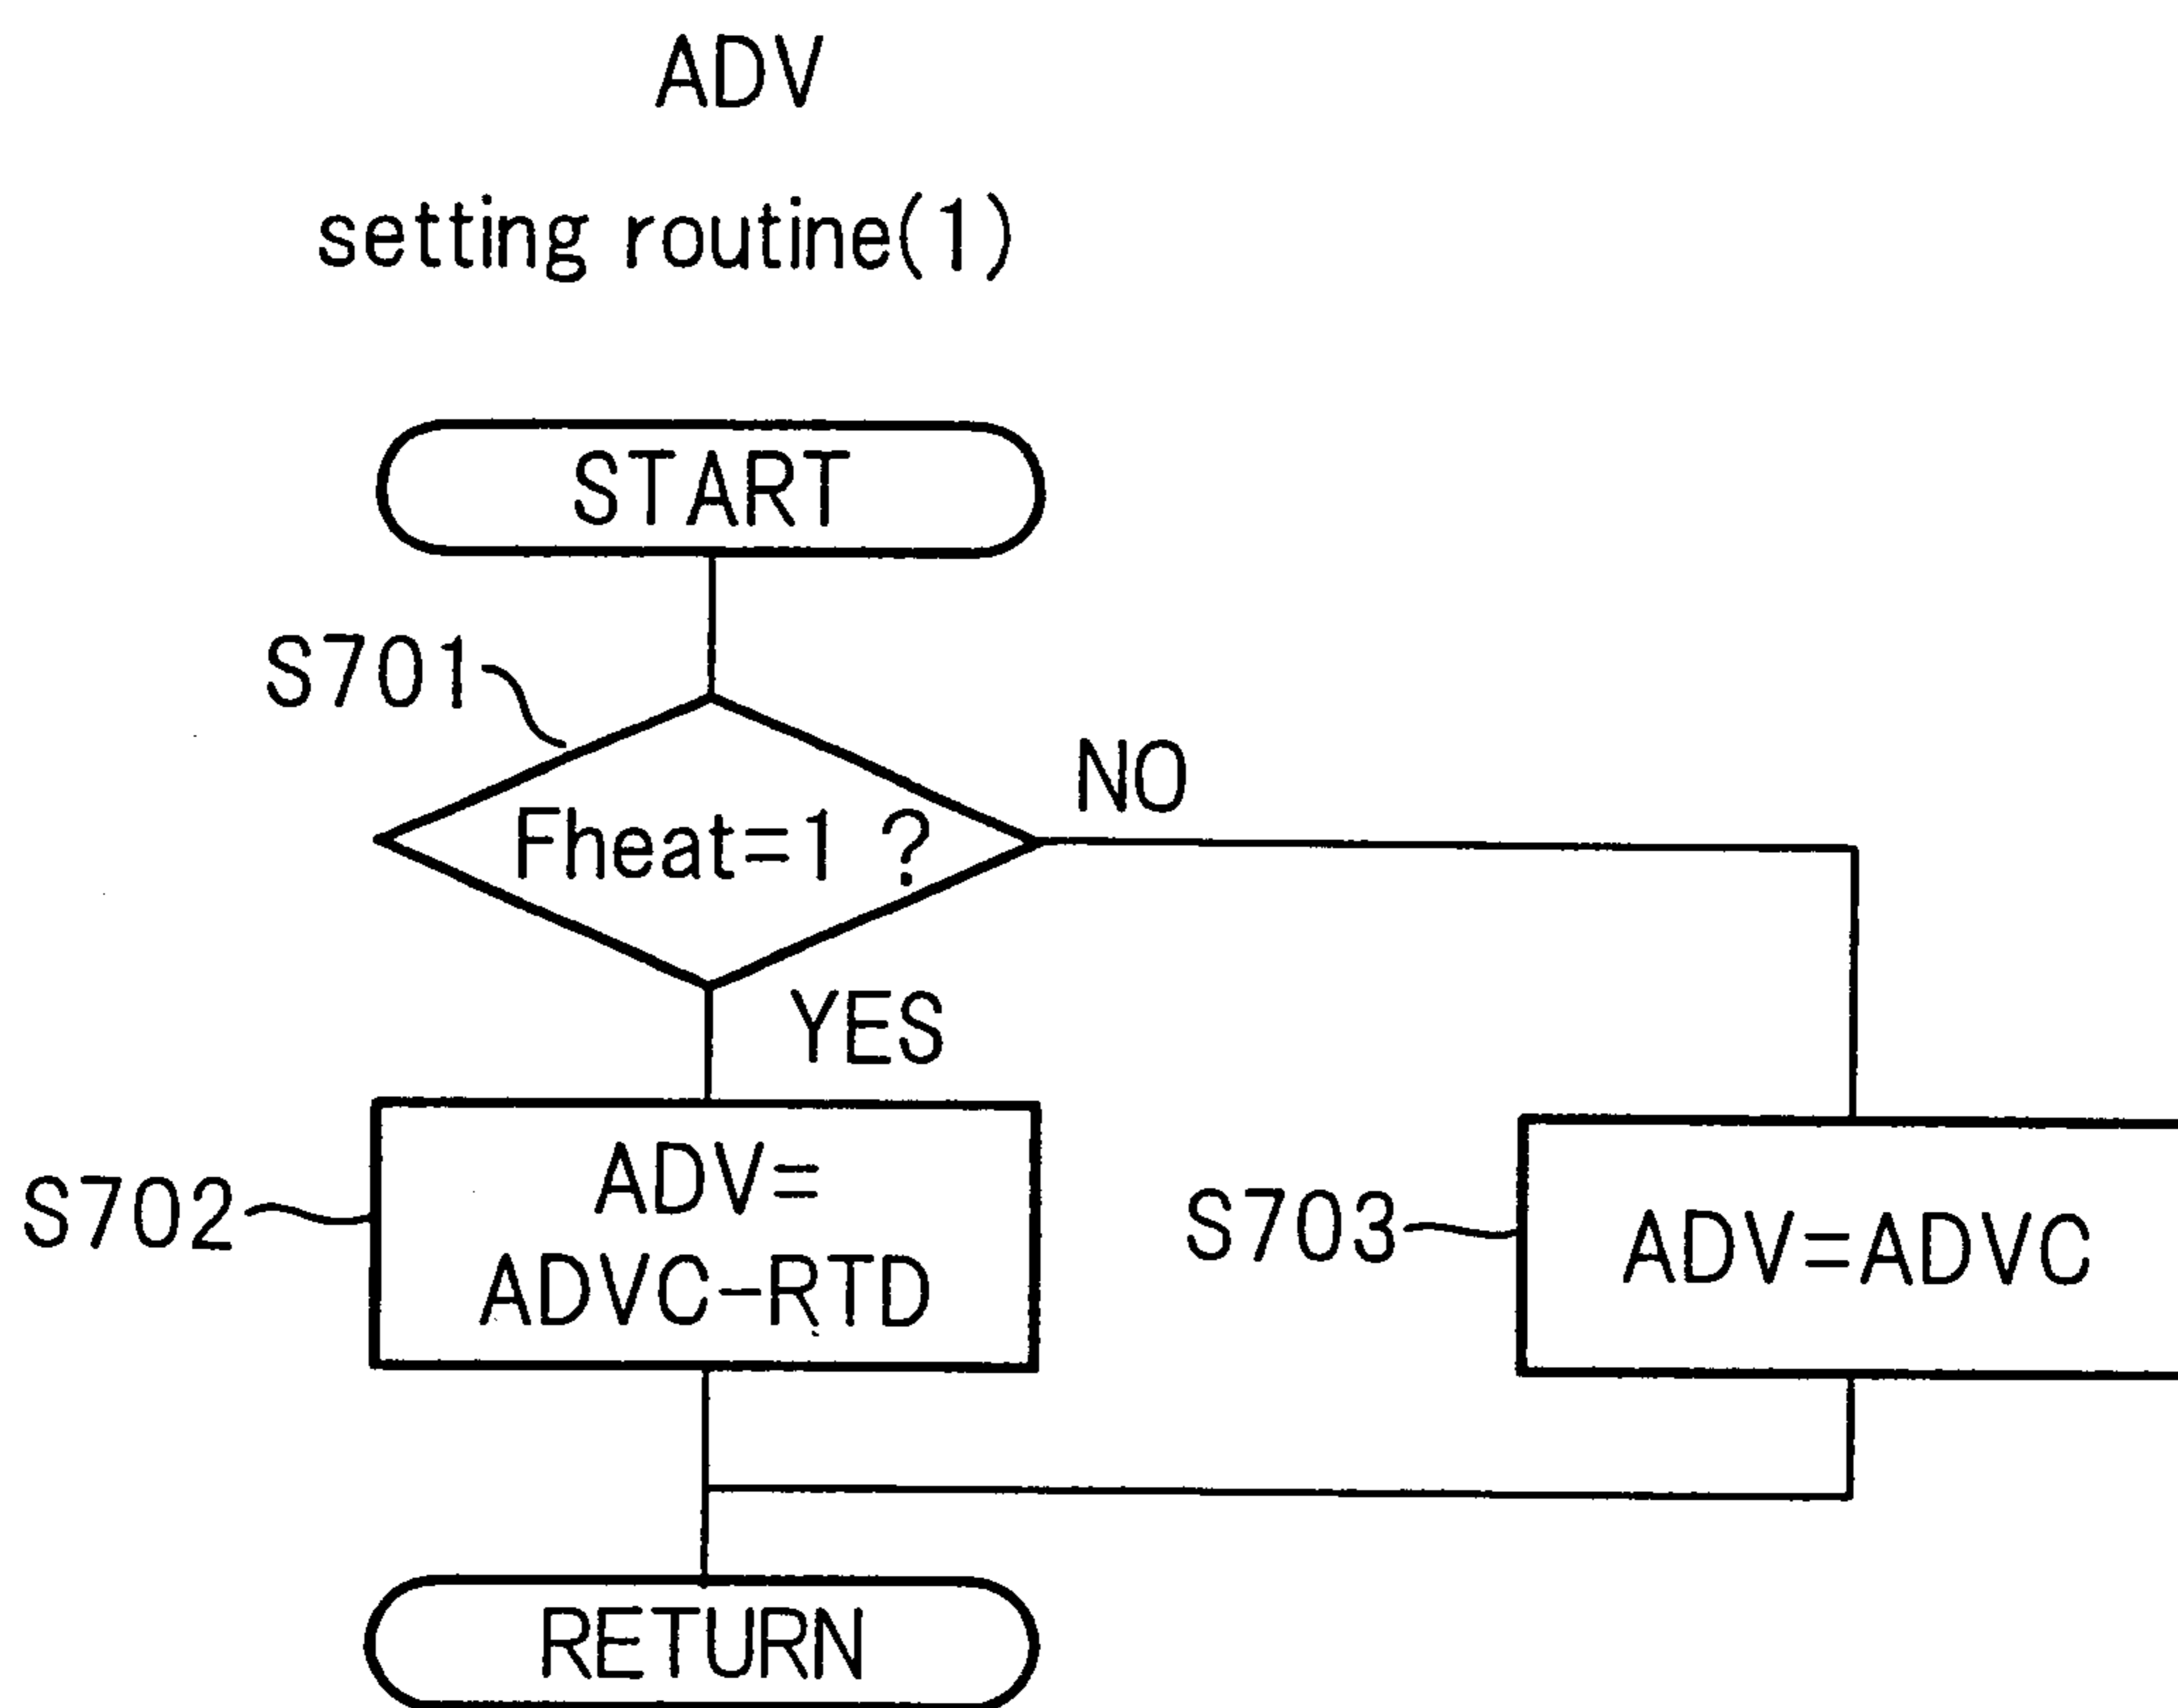 ADV
setting routine(1)
START
S701
Fheat=1 ?
NO
YES
S702
ADV=
ADVC-RTD
S703
ADV=ADVC
RETURN